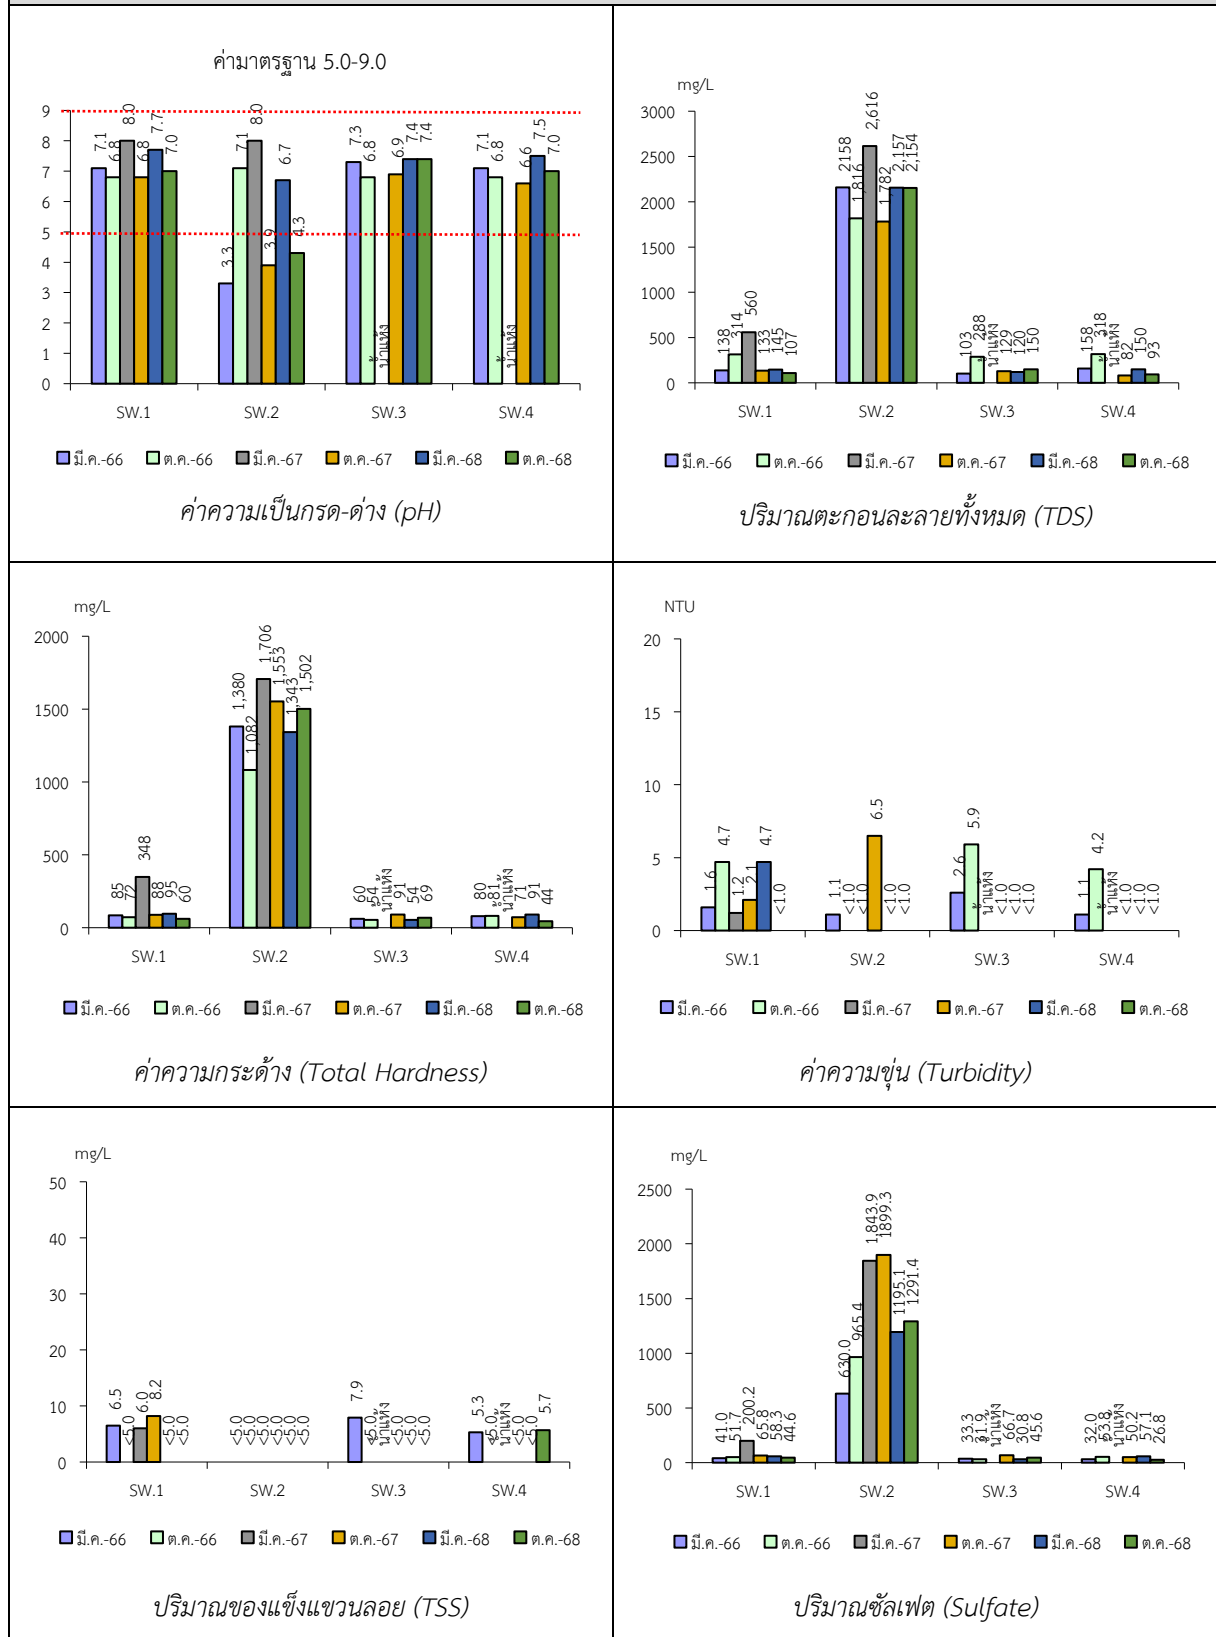 ค่ามาตรฐาน 5.0-9.0
9
8
7
6
5
4
3
2
1
0
7.1 6.8 8.0 6.8 7.7 7.0
3.3 7.1 8.0 3.9 6.7 4.3
7.3 6.8 น้ำแห้ง 6.9 7.4 7.4
7.1 6.8 น้ำแห้ง 6.6 7.5 7.0
SW.1 SW.2 SW.3 SW.4
มี.ค.-66 ต.ค.-66 มี.ค.-67 ต.ค.-67 มี.ค.-68 ต.ค.-68
ค่าความเป็นกรด-ด่าง (pH)
mg/L
3000
2500
2000
1500
1000
500
0
138 314 560 133 145 107
2158 1,816 2,616 1,782 2,157 2,154
103 288 น้ำแห้ง 129 120 150
158 318 น้ำแห้ง 82 150 93
SW.1 SW.2 SW.3 SW.4
มี.ค.-66 ต.ค.-66 มี.ค.-67 ต.ค.-67 มี.ค.-68 ต.ค.-68
ปริมาณตะกอนละลายทั้งหมด (TDS)
mg/L
2000
1500
1000
500
0
85 72 348 88 95 60
1,380 1,082 1,706 1,553 1,343 1,502
60 54 น้ำแห้ง 91 54 69
80 81 น้ำแห้ง 71 91 44
SW.1 SW.2 SW.3 SW.4
มี.ค.-66 ต.ค.-66 มี.ค.-67 ต.ค.-67 มี.ค.-68 ต.ค.-68
ค่าความกระด้าง (Total Hardness)
NTU
20
15
10
5
0
1.6 4.7 1.2 2.1 4.7 <1.0
1.1 <1.0 <1.0 6.5 <1.0 <1.0
2.6 5.9 น้ำแห้ง <1.0 <1.0 <1.0
1.1 4.2 น้ำแห้ง <1.0 <1.0 <1.0
SW.1 SW.2 SW.3 SW.4
มี.ค.-66 ต.ค.-66 มี.ค.-67 ต.ค.-67 มี.ค.-68 ต.ค.-68
ค่าความขุ่น (Turbidity)
mg/L
50
40
30
20
10
0
6.5 <5.0 6.0 8.2 <5.0 <5.0
<5.0 <5.0 <5.0 <5.0 <5.0 <5.0
7.9 <5.0 น้ำแห้ง <5.0 <5.0 <5.0
5.3 <5.0 น้ำแห้ง <5.0 <5.0 5.7
SW.1 SW.2 SW.3 SW.4
มี.ค.-66 ต.ค.-66 มี.ค.-67 ต.ค.-67 มี.ค.-68 ต.ค.-68
ปริมาณของแข็งแขวนลอย (TSS)
mg/L
2500
2000
1500
1000
500
0
41.0 51.7 200.2 65.8 58.3 44.6
630.0 965.4 1,843.9 1899.3 1195.1 1291.4
33.3 31.9 น้ำแห้ง 66.7 30.8 45.6
32.0 53.8 น้ำแห้ง 50.2 57.1 26.8
SW.1 SW.2 SW.3 SW.4
มี.ค.-66 ต.ค.-66 มี.ค.-67 ต.ค.-67 มี.ค.-68 ต.ค.-68
ปริมาณซัลเฟต (Sulfate)